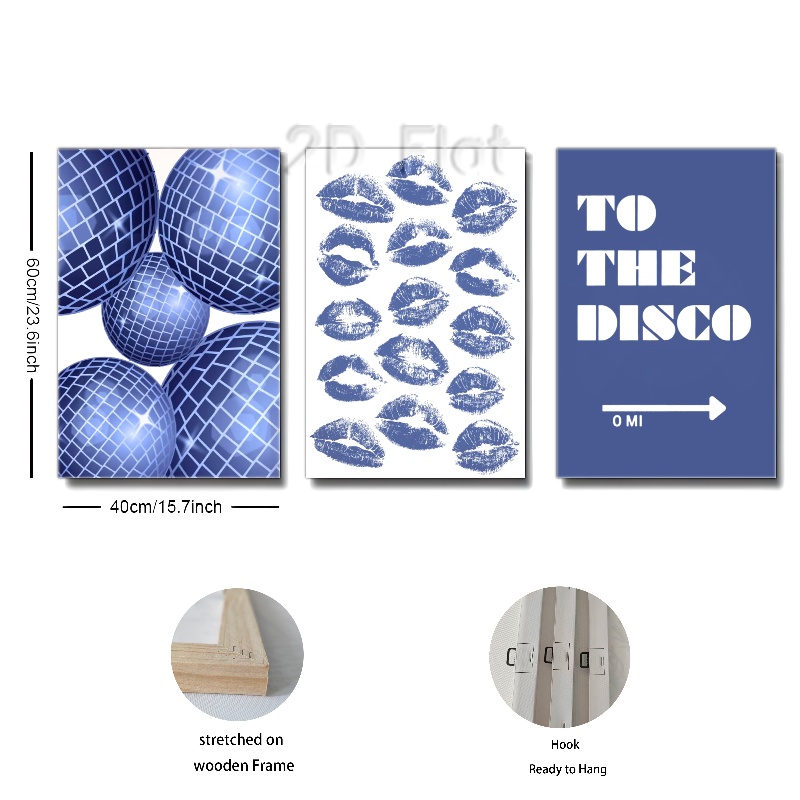 2D Flat
60cm/23.6inch
TO
THE
DISCO
0 MI
40cm/15.7inch
stretched on
wooden Frame
Hook
Ready to Hang